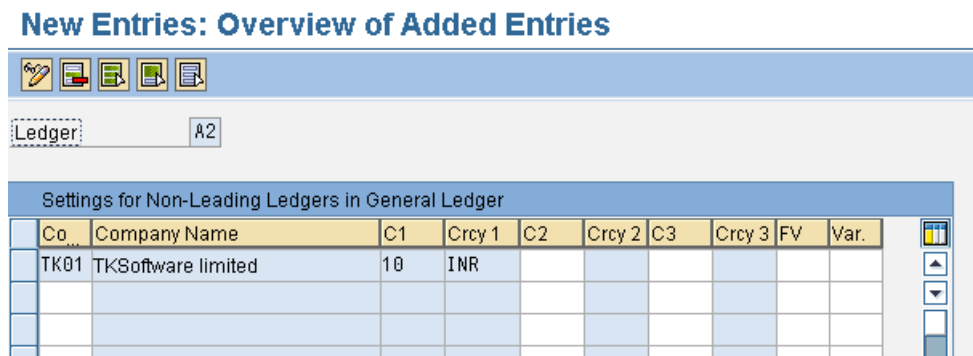 New Entries: Overview of Added Entries
Ledger A2
Settings for Non-Leading Ledgers in General Ledger
Co... Company Name C1 Crcy 1 C2 Crcy 2 C3 Crcy 3 FV Var.
TK01 TKSoftware limited 10 INR